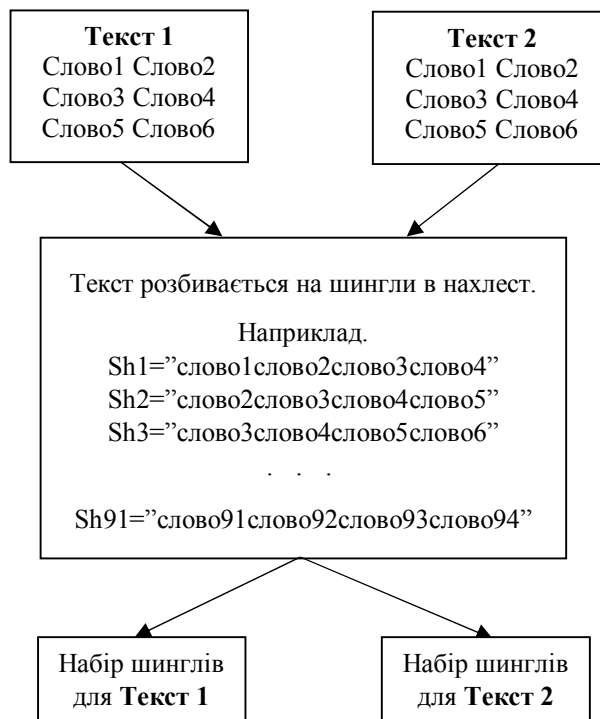 Текст 1
Слово1 Слово2
Слово3 Слово4
Слово5 Слово6
Текст 2
Слово1 Слово2
Слово3 Слово4
Слово5 Слово6
Текст розбивається на шингли в нахлест.
Наприклад.
Sh1=”слово1слово2слово3слово4”
Sh2=”слово2слово3слово4слово5”
Sh3=”слово3слово4слово5слово6”
. . .
Sh91=”слово91слово92слово93слово94”
Набір шинглів
для Текст 1
Набір шинглів
для Текст 2